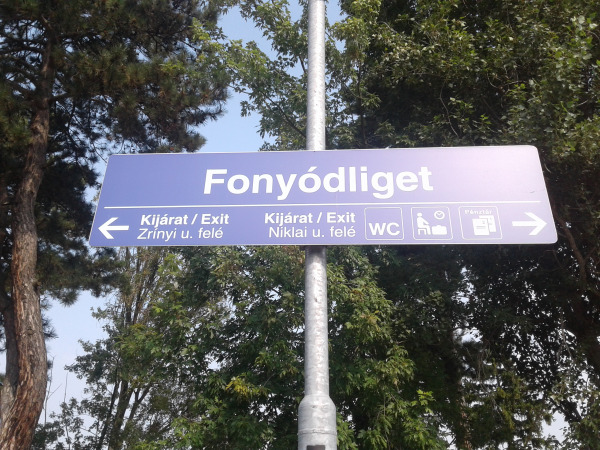 Fonyódliget
Kijárat / Exit
Zrínyi u. felé
Kijárat / Exit
Niklai u. felé
WC
Pénztár